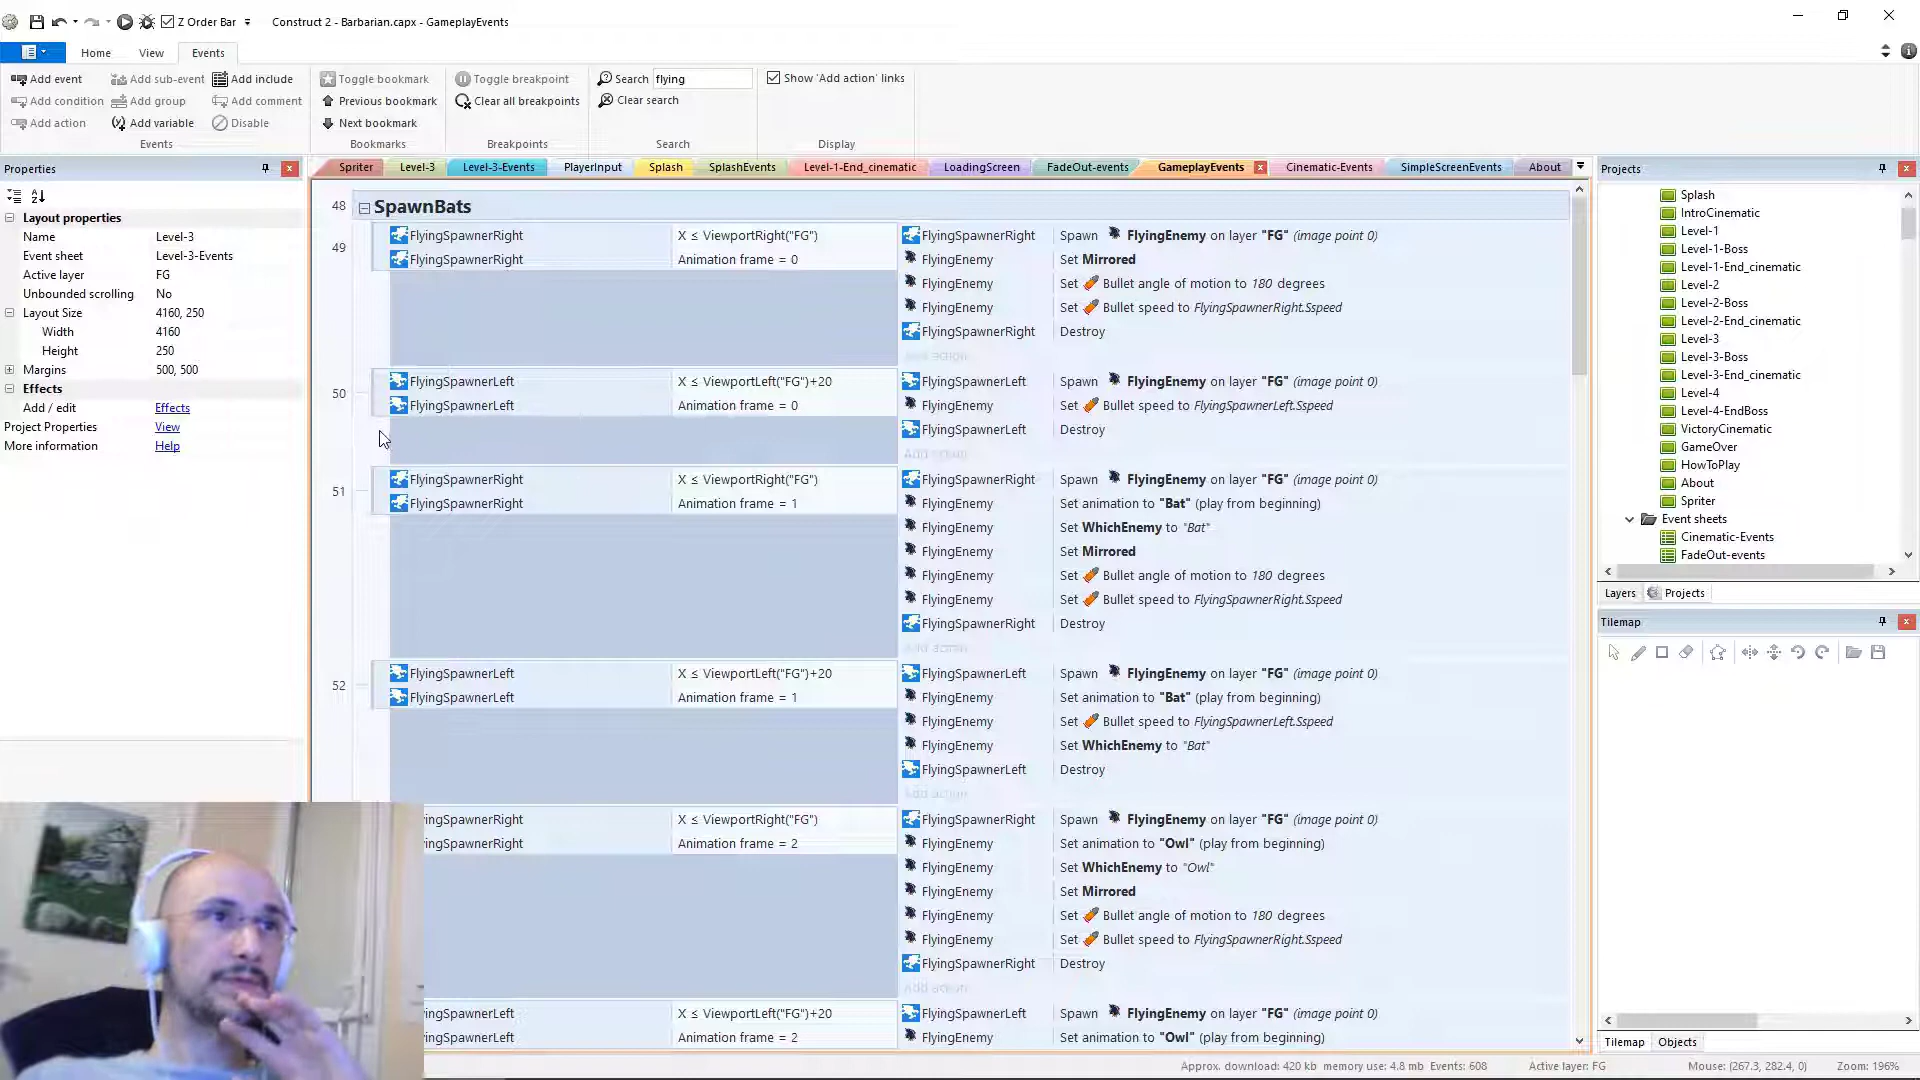 Z Order Bar
Construct 2 - Barbarian.capx - GameplayEvents
Home View Events
Add event Add sub-event Add include
Add condition Add group Add comment
Add action Add variable Disable
Events
Toggle bookmark
Previous bookmark
Next bookmark
Bookmarks
Toggle breakpoint
Clear all breakpoints
Breakpoints
Search flying
Clear search
Search
Show 'Add action' links
Display
Properties
Layout properties
Name Level-3
Event sheet Level-3-Events
Active layer FG
Unbounded scrolling No
Layout Size 4160, 250
Width 4160
Height 250
Margins 500, 500
Effects
Add / edit Effects
Project Properties View
More information Help
Spriter Level-3 Level-3-Events PlayerInput Splash SplashEvents Level-1-End_cinematic LoadingScreen FadeOut-events GameplayEvents Cinematic-Events SimpleScreenEvents About
48 SpawnBats
49 FlyingSpawnerRight X ≤ ViewportRight("FG") FlyingSpawnerRight Spawn FlyingEnemy on layer "FG" (image point 0)
FlyingSpawnerRight Animation frame = 0 FlyingEnemy Set Mirrored
FlyingEnemy Set Bullet angle of motion to 180 degrees
FlyingEnemy Set Bullet speed to FlyingSpawnerRight.Sspeed
FlyingSpawnerRight Destroy
Add action
50 FlyingSpawnerLeft X ≤ ViewportLeft("FG")+20 FlyingSpawnerLeft Spawn FlyingEnemy on layer "FG" (image point 0)
FlyingSpawnerLeft Animation frame = 0 FlyingEnemy Set Bullet speed to FlyingSpawnerLeft.Sspeed
FlyingSpawnerLeft Destroy
Add action
51 FlyingSpawnerRight X ≤ ViewportRight("FG") FlyingSpawnerRight Spawn FlyingEnemy on layer "FG" (image point 0)
FlyingSpawnerRight Animation frame = 1 FlyingEnemy Set animation to "Bat" (play from beginning)
FlyingEnemy Set WhichEnemy to "Bat"
FlyingEnemy Set Mirrored
FlyingEnemy Set Bullet angle of motion to 180 degrees
FlyingEnemy Set Bullet speed to FlyingSpawnerRight.Sspeed
FlyingSpawnerRight Destroy
Add action
52 FlyingSpawnerLeft X ≤ ViewportLeft("FG")+20 FlyingSpawnerLeft Spawn FlyingEnemy on layer "FG" (image point 0)
FlyingSpawnerLeft Animation frame = 1 FlyingEnemy Set animation to "Bat" (play from beginning)
FlyingEnemy Set Bullet speed to FlyingSpawnerLeft.Sspeed
FlyingEnemy Set WhichEnemy to "Bat"
FlyingSpawnerLeft Destroy
Add action
yingSpawnerRight X ≤ ViewportRight("FG") FlyingSpawnerRight Spawn FlyingEnemy on layer "FG" (image point 0)
yingSpawnerRight Animation frame = 2 FlyingEnemy Set animation to "Owl" (play from beginning)
FlyingEnemy Set WhichEnemy to "Owl"
FlyingEnemy Set Mirrored
FlyingEnemy Set Bullet angle of motion to 180 degrees
FlyingEnemy Set Bullet speed to FlyingSpawnerRight.Sspeed
FlyingSpawnerRight Destroy
Add action
yingSpawnerLeft X ≤ ViewportLeft("FG")+20 FlyingSpawnerLeft Spawn FlyingEnemy on layer "FG" (image point 0)
yingSpawnerLeft Animation frame = 2 FlyingEnemy Set animation to "Owl" (play from beginning)
Projects
Splash
IntroCinematic
Level-1
Level-1-Boss
Level-1-End_cinematic
Level-2
Level-2-Boss
Level-2-End_cinematic
Level-3
Level-3-Boss
Level-3-End_cinematic
Level-4
Level-4-EndBoss
VictoryCinematic
GameOver
HowToPlay
About
Spriter
Event sheets
Cinematic-Events
FadeOut-events
Layers Projects
Tilemap
Tilemap Objects
Approx. download: 420 kb memory use: 4.8 mb Events: 608 Active layer: FG Mouse: (267.3, 282.4, 0) Zoom: 196%